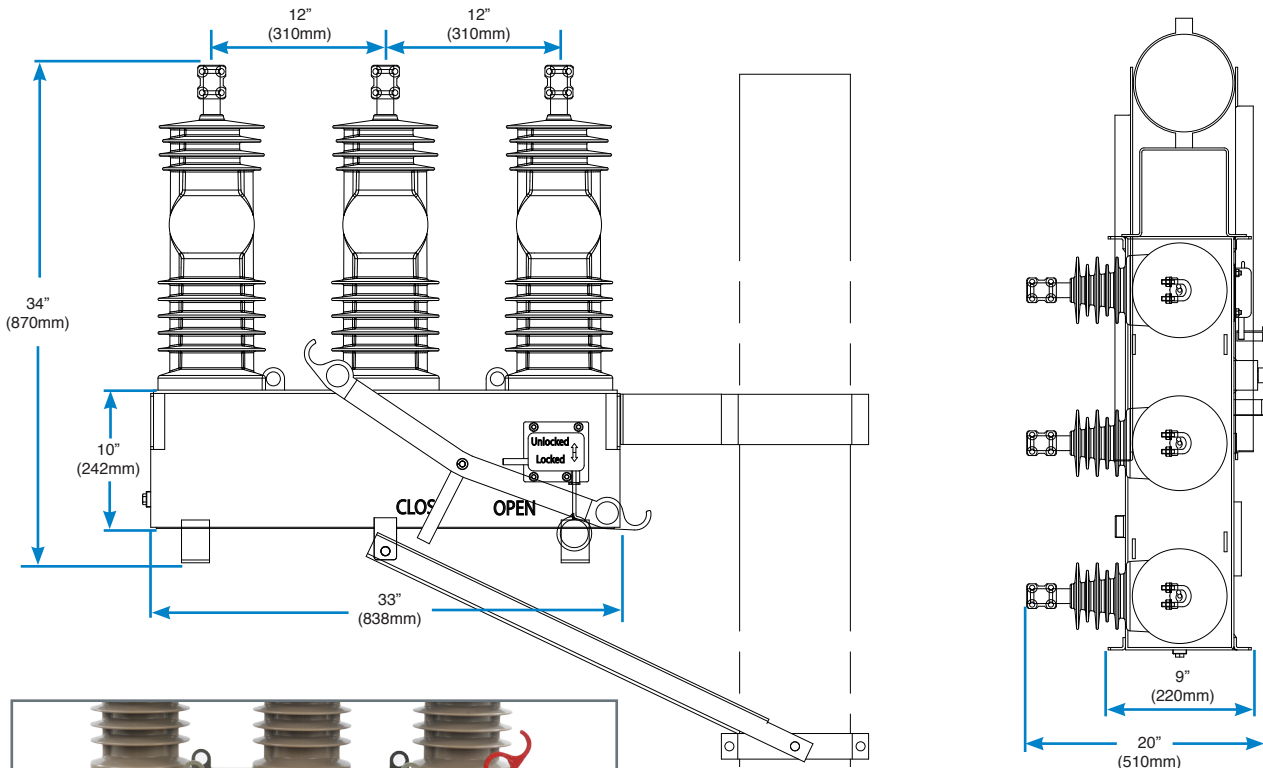 12”
(310mm)
12”
(310mm)
34”
(870mm)
10”
(242mm)
Unlocked
Locked
CLOS
OPEN
33”
(838mm)
9”
(220mm)
20”
(510mm)